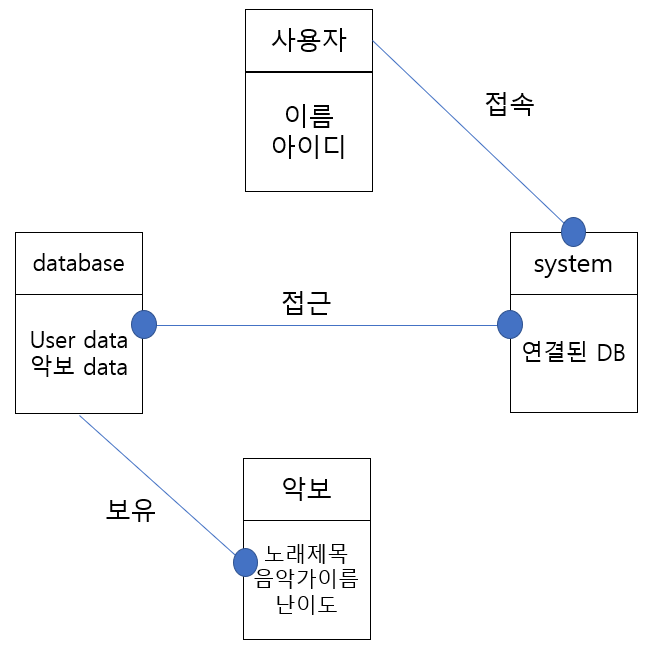 사용자
이름
아이디
접속
database
User data
악보 data
접근
system
연결된 DB
보유
악보
노래제목
음악가이름
난이도